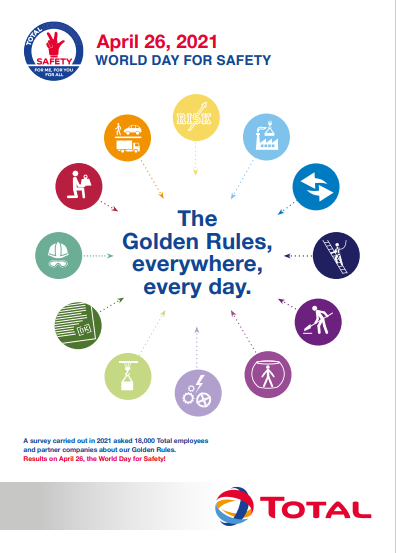 TOTAL
SAFETY
FOR ME, FOR YOU
FOR ALL
April 26, 2021
WORLD DAY FOR SAFETY
RISK
The
Golden Rules,
everywhere,
every day.
A survey carried out in 2021 asked 18,000 Total employees
and partner companies about our Golden Rules.
Results on April 26, the World Day for Safety!
TOTAL